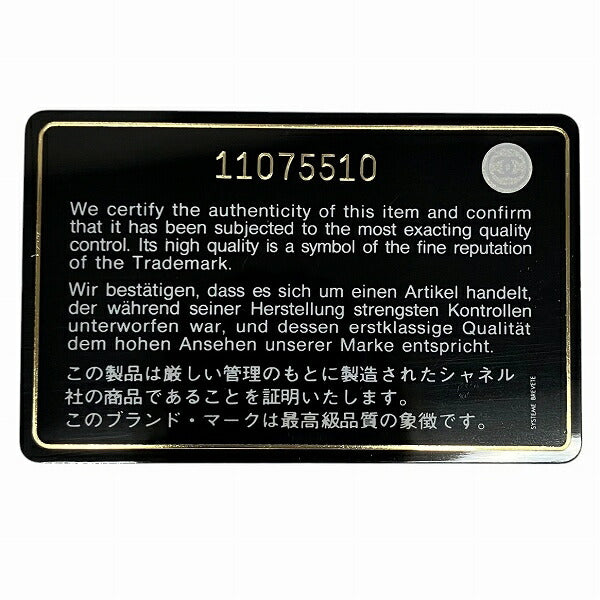 11075510
We certify the authenticity of this item and confirm
that it has been subjected to the most exacting quality
control. Its high quality is a symbol of the fine reputation
of the Trademark.
Wir bestätigen, dass es sich um einen Artikel handelt,
der während seiner Herstellung strengsten Kontrollen
unterworfen war, und dessen erstklassige Qualität
dem hohen Ansehen unserer Marke entspricht.
この製品は厳しい管理のもとに製造されたシャネル
社の商品であることを証明いたします。
このブランド・マークは最高級品質の象徴です。
SYSTEME BREVETE